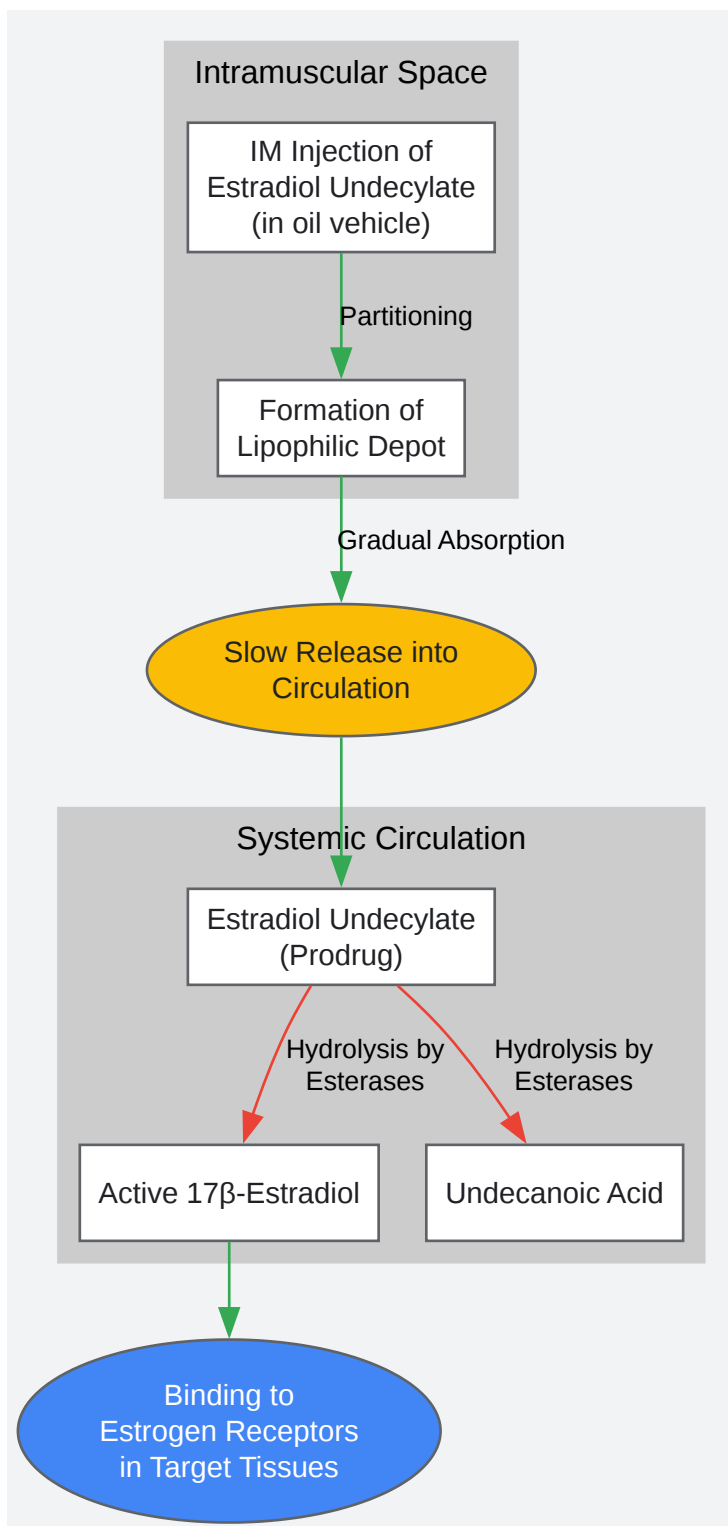 Intramuscular Space
IM Injection of
Estradiol Undecylate
(in oil vehicle)
Partitioning
Formation of
Lipophilic Depot
Gradual Absorption
Slow Release into
Circulation
Systemic Circulation
Estradiol Undecylate
(Prodrug)
Hydrolysis by
Esterases
Hydrolysis by
Esterases
Active 17β-Estradiol
Undecanoic Acid
Binding to
Estrogen Receptors
in Target Tissues